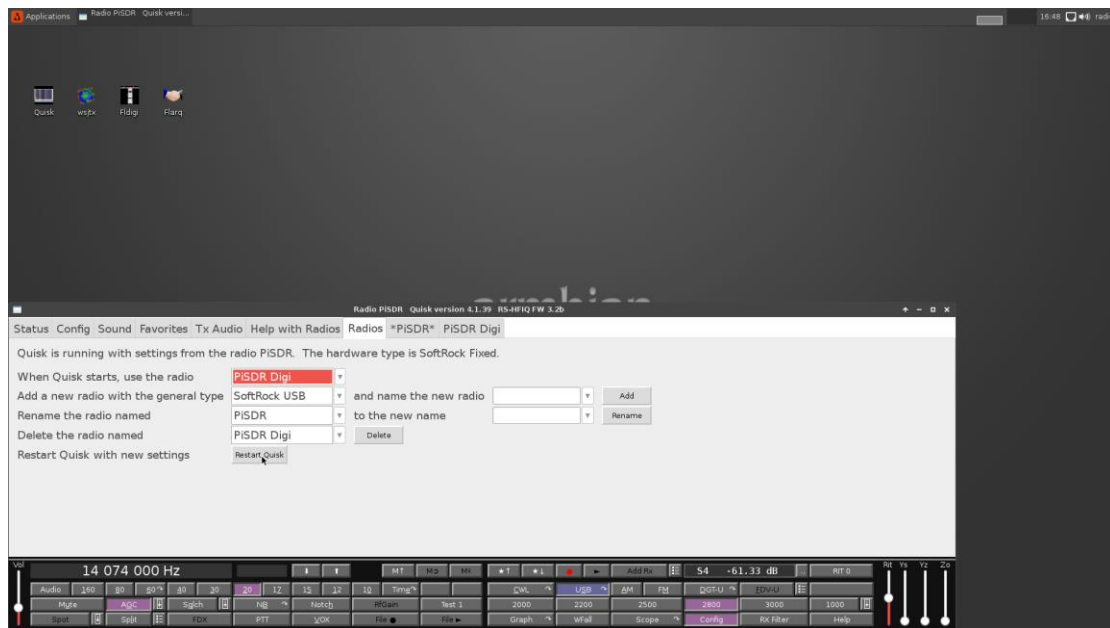 Applications Radio PiSDR Quisk versi... 16:48 radi
Quisk wsjtx Fldigi Flarq
armbian
Radio PiSDR Quisk version 4.1.39 RS-HFIQ FW 3.2b
Status Config Sound Favorites Tx Audio Help with Radios Radios *PiSDR* PiSDR Digi
Quisk is running with settings from the radio PiSDR. The hardware type is SoftRock Fixed.
When Quisk starts, use the radio PiSDR Digi
Add a new radio with the general type SoftRock USB and name the new radio Add
Rename the radio named PiSDR to the new name Rename
Delete the radio named PiSDR Digi Delete
Restart Quisk with new settings Restart Quisk
Vol 14 074 000 Hz ⬇ ⬆ M↑ M⊃ M× ★↑ ★↓ ● ► Add Rx S4 -61.33 dB .. RIT 0 Rit Ys Yz Zo
Audio 160 80 60 40 30 20 17 15 12 10 Time CWL USB AM FM DGT-U FDV-U
Mute AGC Sqlch NB Notch RfGain Test 1 2000 2200 2500 2800 3000 1000
Spot Split FDX PTT VOX File ● File ► Graph WFall Scope Config RX Filter Help